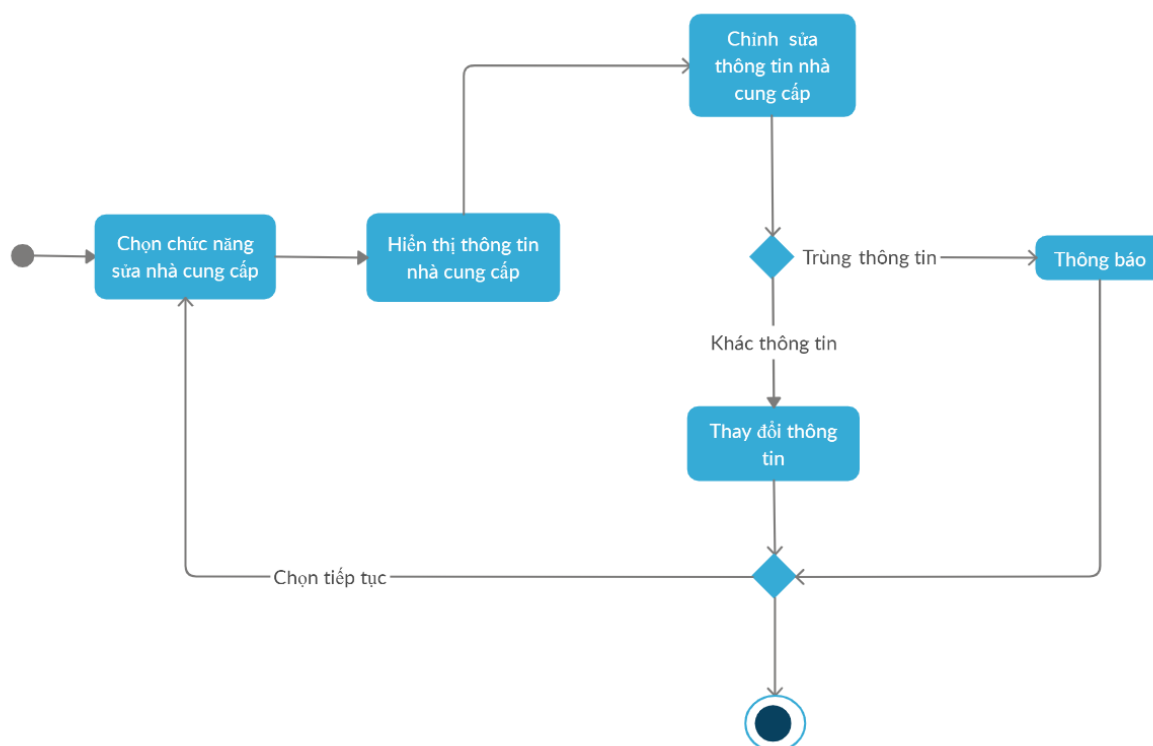 Chỉnh sửa
thông tin nhà
cung cấp
Chọn chức năng
sửa nhà cung cấp
Hiển thị thông tin
nhà cung cấp
Trùng thông tin
Thông báo
Khác thông tin
Thay đổi thông
tin
Chọn tiếp tục